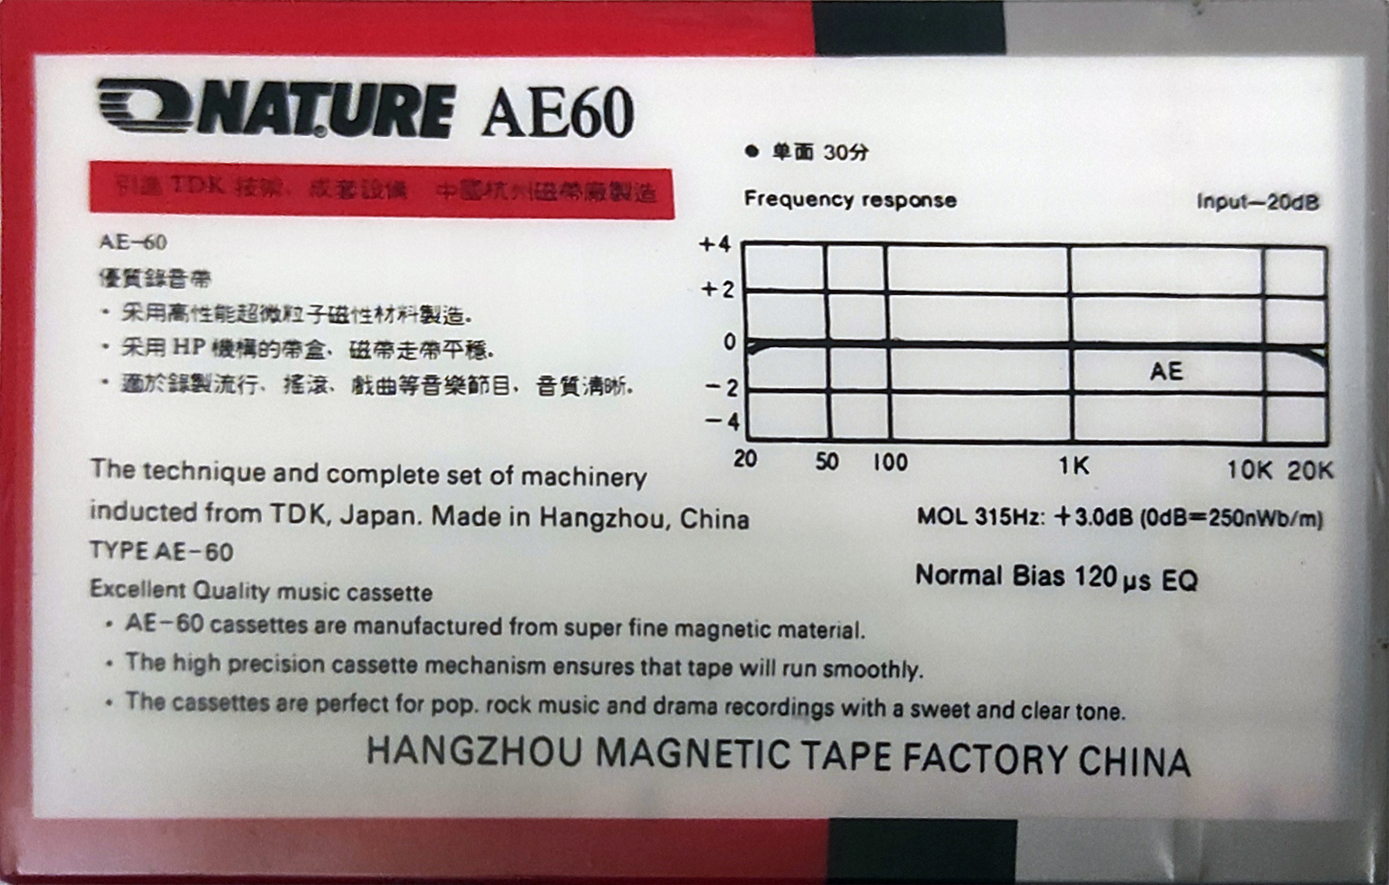 NATURE AE60
引進 TDK 技術、成套設備 中國杭州磁帶廠製造
AE-60
優質錄音帶
· 采用高性能超微粒子磁性材料製造.
· 采用 HP 機構的帶盒、磁帶走帶平穩.
· 適於錄製流行、搖滾、戲曲等音樂節目、音質清晰.
● 单面 30分
Frequency response Input-20dB
+4
+2
0
-2
-4
AE
20 50 100 1K 10K 20K
The technique and complete set of machinery
inducted from TDK, Japan. Made in Hangzhou, China
TYPE AE-60
Excellent Quality music cassette
· AE-60 cassettes are manufactured from super fine magnetic material.
· The high precision cassette mechanism ensures that tape will run smoothly.
· The cassettes are perfect for pop. rock music and drama recordings with a sweet and clear tone.
MOL 315Hz: +3.0dB (0dB=250nWb/m)
Normal Bias 120 µs EQ
HANGZHOU MAGNETIC TAPE FACTORY CHINA